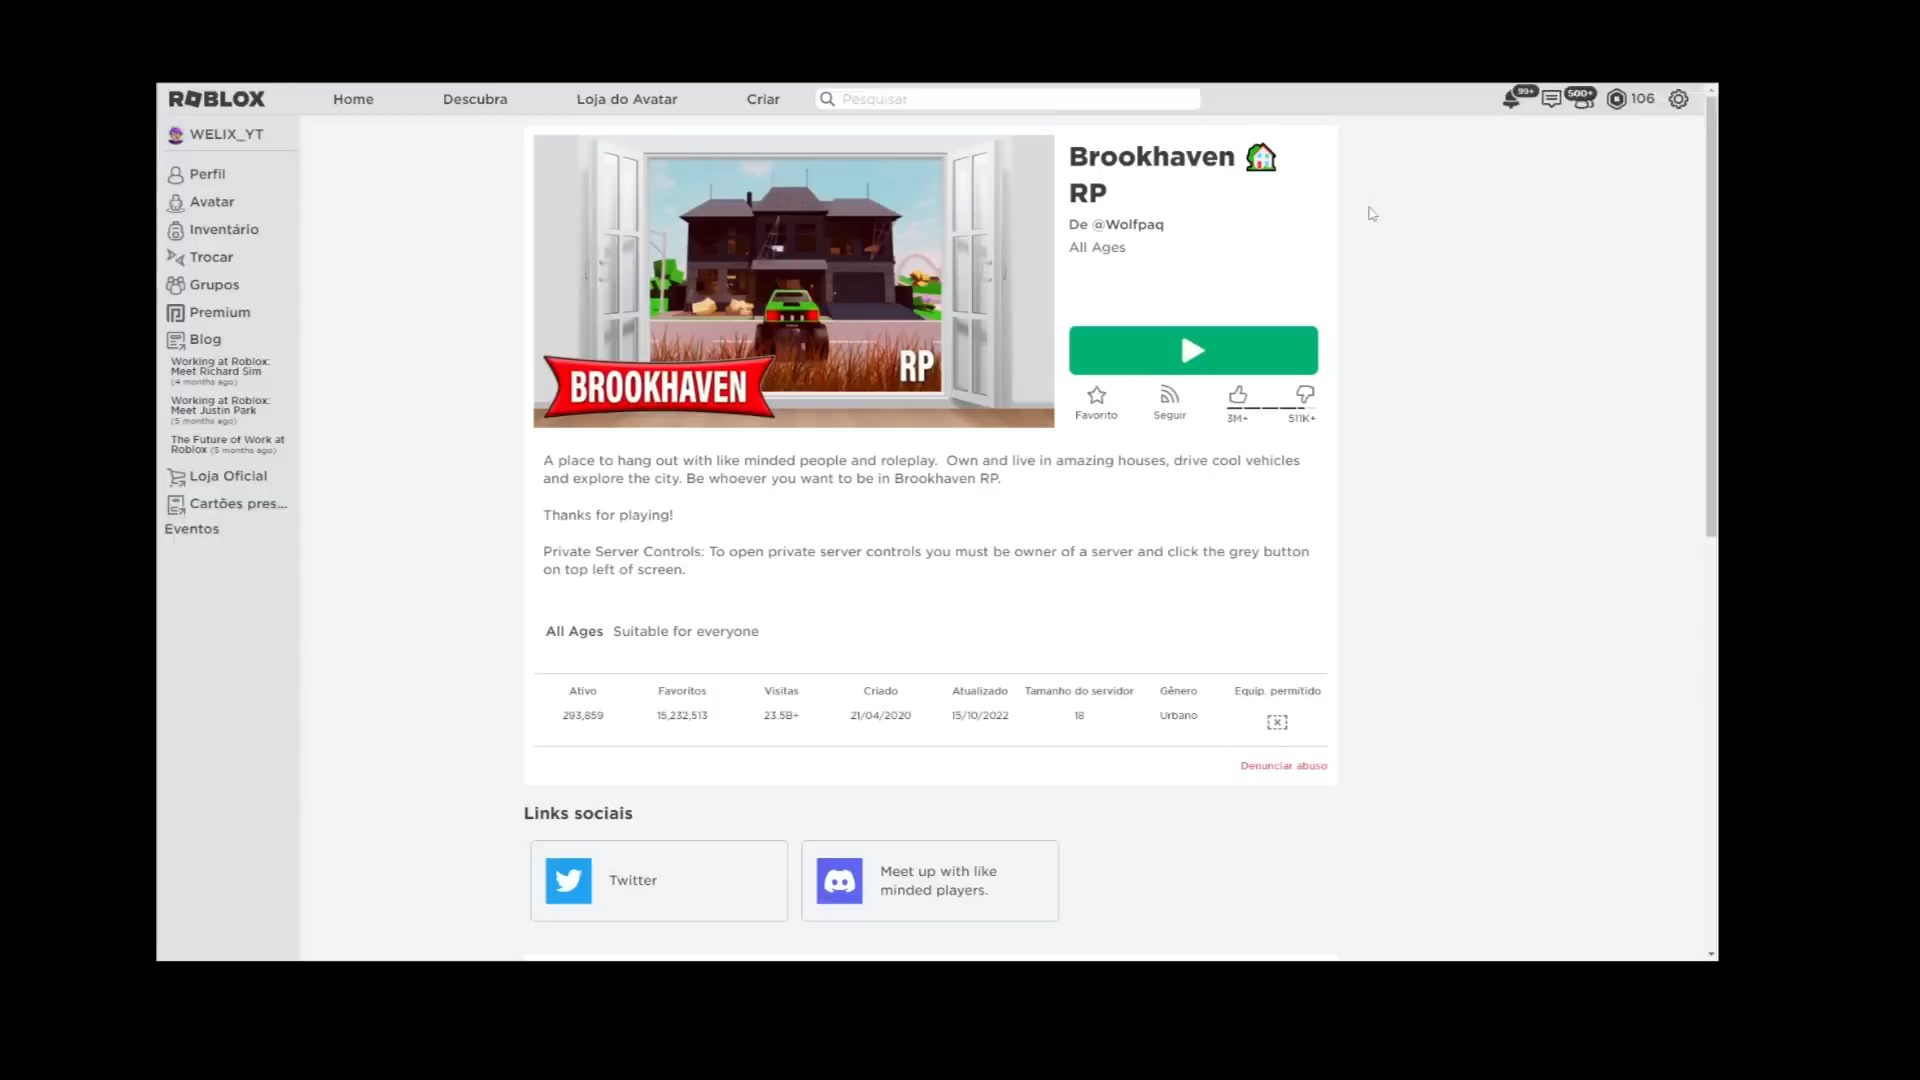 ROBLOX
Home
Descubra
Loja do Avatar
Criar
Pesquisar
99+
500+
106
WELIX_YT
Perfil
Avatar
Inventário
Trocar
Grupos
Premium
Blog
Working at Roblox:
Meet Richard Sim
(4 months ago)
Working at Roblox:
Meet Justin Park
(5 months ago)
The Future of Work at
Roblox (5 months ago)
Loja Oficial
Cartões pres...
Eventos
BROOKHAVEN
RP
Brookhaven
RP
De @Wolfpaq
All Ages
Favorito
Seguir
3M+
511K+
A place to hang out with like minded people and roleplay.  Own and live in amazing houses, drive cool vehicles
and explore the city. Be whoever you want to be in Brookhaven RP.
Thanks for playing!
Private Server Controls: To open private server controls you must be owner of a server and click the grey button
on top left of screen.
All Ages Suitable for everyone
Ativo Favoritos Visitas Criado Atualizado Tamanho do servidor Gênero Equip. permitido
293,859 15,232,513 23.5B+ 21/04/2020 15/10/2022 18 Urbano
Denunciar abuso
Links sociais
Twitter
Meet up with like
minded players.